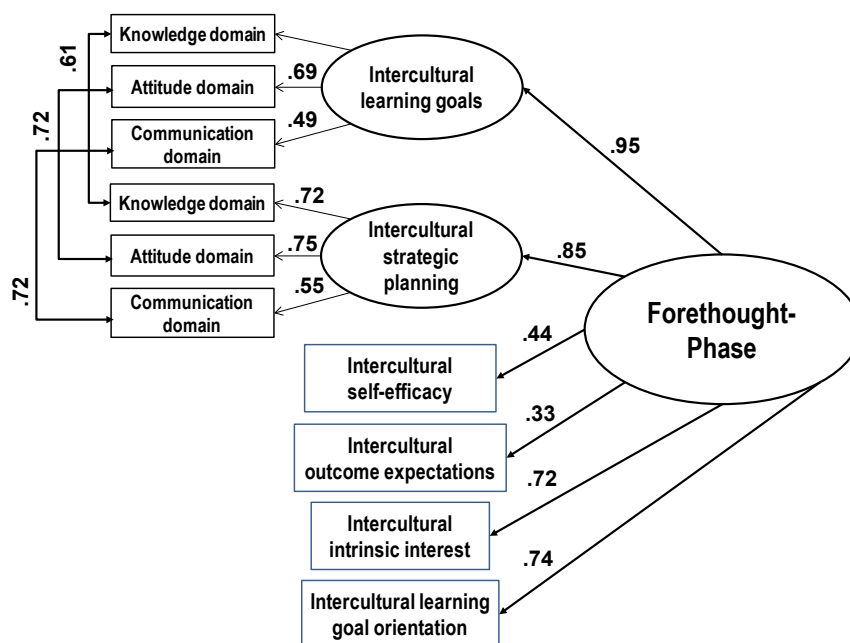 Knowledge domain
.61
.69
Intercultural
learning goals
Attitude domain
.72
.49
Communication
domain
.95
Knowledge domain
.72
Intercultural
strategic
planning
.75
Attitude domain
.85
.55
.72
Communication
domain
Forethought-
Phase
.44
Intercultural
self-efficacy
.33
Intercultural
outcome expectations
.72
Intercultural
intrinsic interest
.74
Intercultural learning
goal orientation